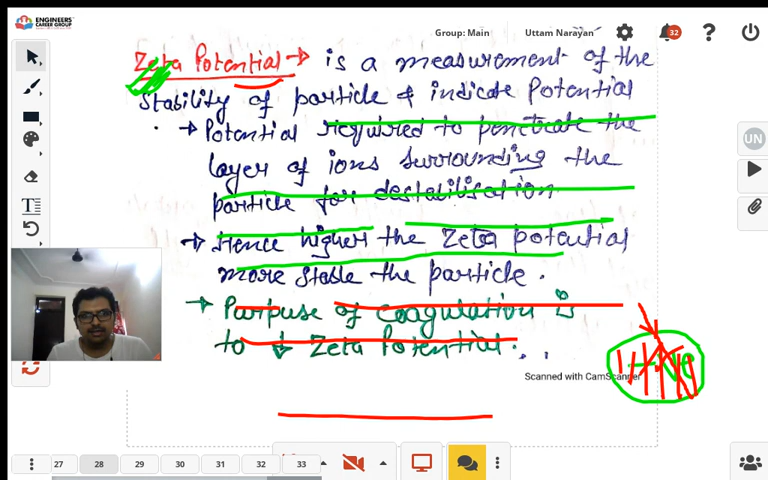 ENGINEERS
CAREER GROUP
Group: Main
Uttam Narayan
32
Zeta Potential → is a measurement of the
stability of particle & indicate Potential
→ Potential required to penetrate the
layer of ions surrounding the
particle for destabilisation
→ Hence higher the Zeta potential
more stable the particle.
→ Purpuse of coagulation is
to ↓ Zeta Potential.
Scanned with CamScanner
UN
T
27 28 29 30 31 32 33